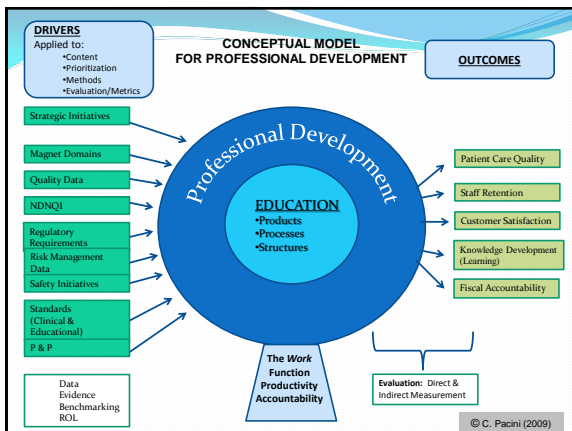 DRIVERS
Applied to:
•Content
•Prioritization
•Methods
•Evaluation/Metrics
CONCEPTUAL MODEL
FOR PROFESSIONAL DEVELOPMENT
OUTCOMES
Strategic Initiatives
Magnet Domains
Quality Data
NDNQI
Regulatory
Requirements
Risk Management
Data
Safety Initiatives
Standards
(Clinical &
Educational)
P & P
Data
Evidence
Benchmarking
ROL
Professional Development
EDUCATION
•Products
•Processes
•Structures
The Work
Function
Productivity
Accountability
Patient Care Quality
Staff Retention
Customer Satisfaction
Knowledge Development
(Learning)
Fiscal Accountability
Evaluation: Direct &
Indirect Measurement
© C. Pacini (2009)